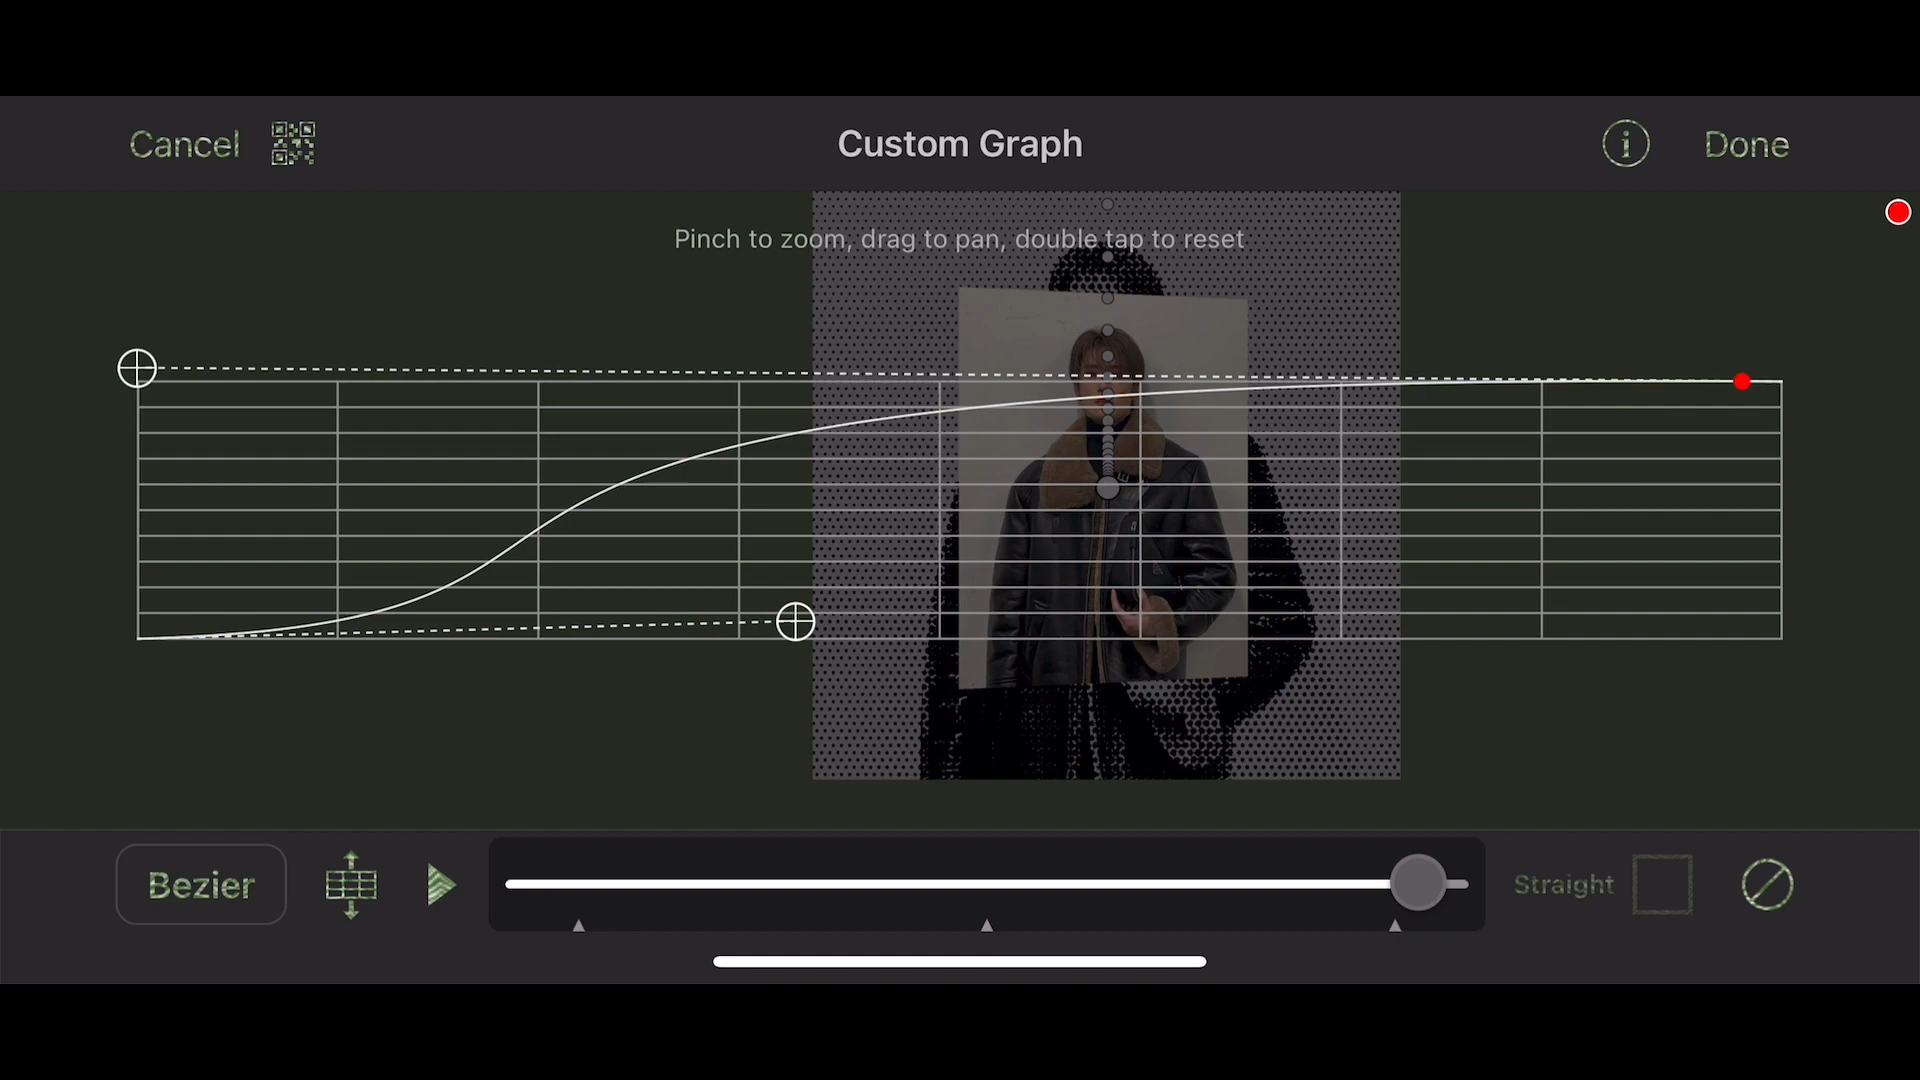 Cancel
Custom Graph
Done
Pinch to zoom, drag to pan, double tap to reset
Bezier
Straight